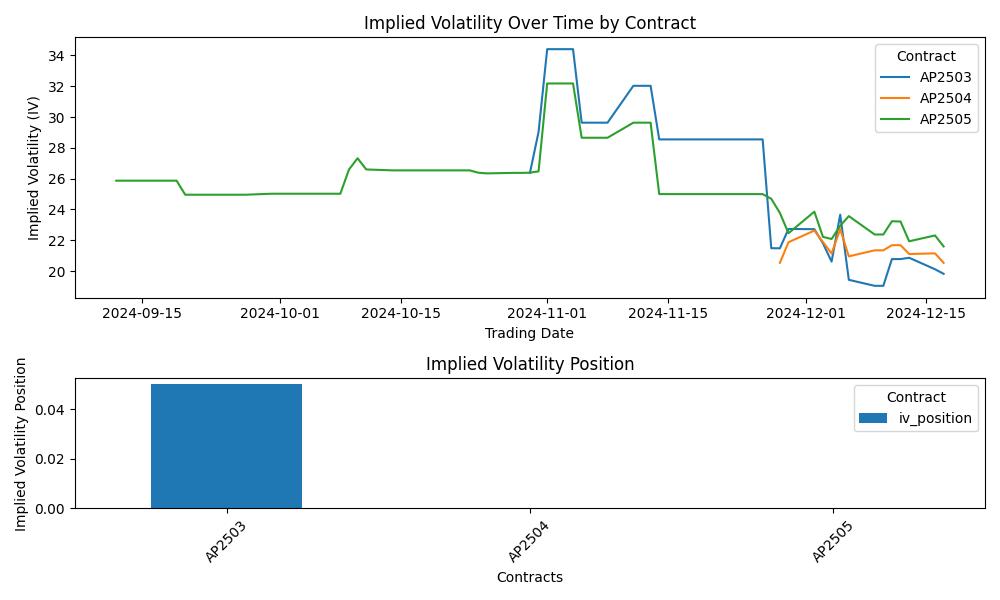 Implied Volatility Over Time by Contract
Implied Volatility (IV)
34
32
30
28
26
24
22
20
Contract
AP2503
AP2504
AP2505
2024-09-15
2024-10-01
2024-10-15
2024-11-01
2024-11-15
2024-12-01
2024-12-15
Trading Date
Implied Volatility Position
Implied Volatility Position
0.04
0.02
0.00
Contract
iv_position
AP2503
AP2504
AP2505
Contracts